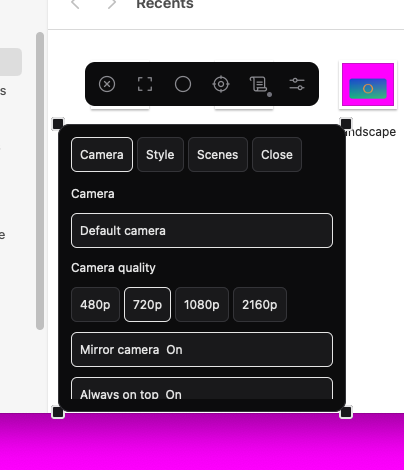 Recents
s
e
ndscape
Camera Style Scenes Close
Camera
Default camera
Camera quality
480p 720p 1080p 2160p
Mirror camera On
Always on top On